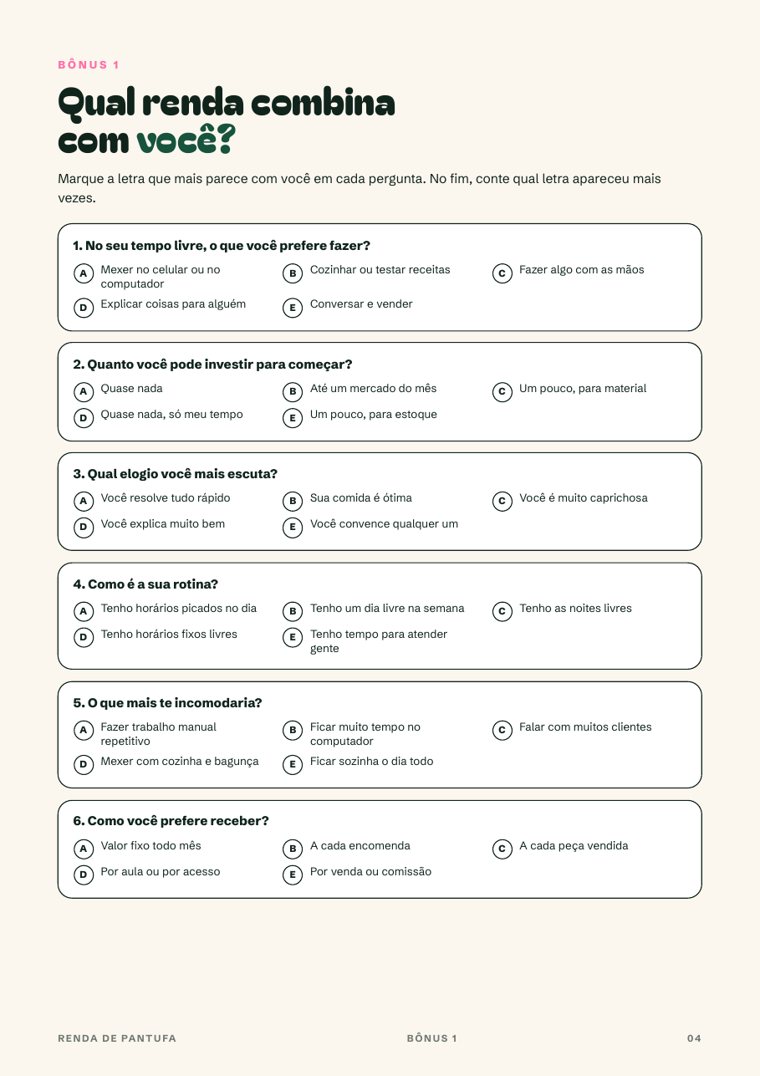 BÔNUS 1
Qual renda combina
com você?
Marque a letra que mais parece com você em cada pergunta. No fim, conte qual letra apareceu mais
vezes.
1. No seu tempo livre, o que você prefere fazer?
A Mexer no celular ou no
computador
B Cozinhar ou testar receitas
C Fazer algo com as mãos
D Explicar coisas para alguém
E Conversar e vender
2. Quanto você pode investir para começar?
A Quase nada
B Até um mercado do mês
C Um pouco, para material
D Quase nada, só meu tempo
E Um pouco, para estoque
3. Qual elogio você mais escuta?
A Você resolve tudo rápido
B Sua comida é ótima
C Você é muito caprichosa
D Você explica muito bem
E Você convence qualquer um
4. Como é a sua rotina?
A Tenho horários picados no dia
B Tenho um dia livre na semana
C Tenho as noites livres
D Tenho horários fixos livres
E Tenho tempo para atender
gente
5. O que mais te incomodaria?
A Fazer trabalho manual
repetitivo
B Ficar muito tempo no
computador
C Falar com muitos clientes
D Mexer com cozinha e bagunça
E Ficar sozinha o dia todo
6. Como você prefere receber?
A Valor fixo todo mês
B A cada encomenda
C A cada peça vendida
D Por aula ou por acesso
E Por venda ou comissão
RENDA DE PANTUFA
BÔNUS 1
04